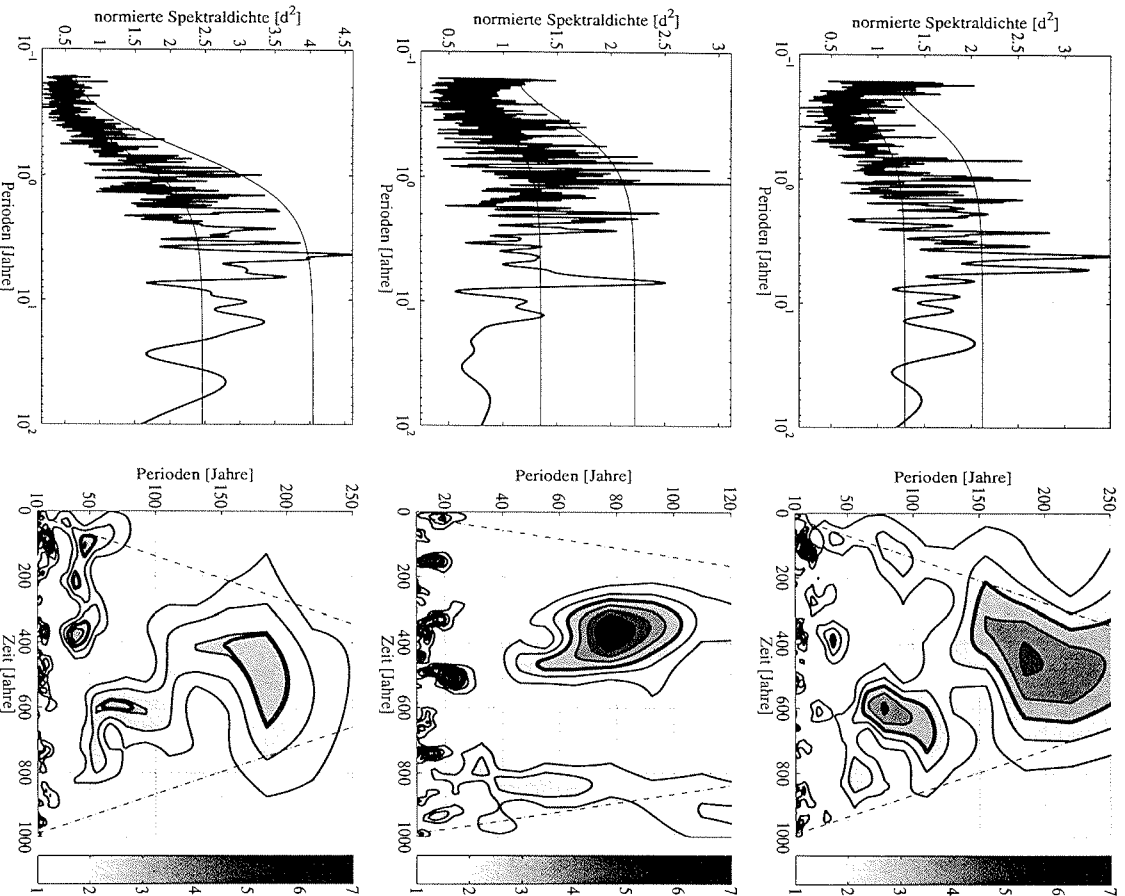 normierte Spektraldichte [d²]
0.5 1 1.5 2 2.5 3 3.5 4 4.5
10⁻¹ 10⁰ 10¹ 10²
Perioden [Jahre]
normierte Spektraldichte [d²]
0.5 1 1.5 2 2.5 3
10⁻¹ 10⁰ 10¹ 10²
Perioden [Jahre]
normierte Spektraldichte [d²]
0.5 1 1.5 2 2.5 3
10⁻¹ 10⁰ 10¹ 10²
Perioden [Jahre]
Perioden [Jahre]
10 50 100 150 200 250
0 200 400 600 800 1000
Zeit [Jahre]
1 2 3 4 5 6 7
Perioden [Jahre]
20 40 60 80 100 120
0 200 400 600 800 1000
Zeit [Jahre]
1 2 3 4 5 6 7
Perioden [Jahre]
10 50 100 150 200 250
0 200 400 600 800 1000
Zeit [Jahre]
1 2 3 4 5 6 7